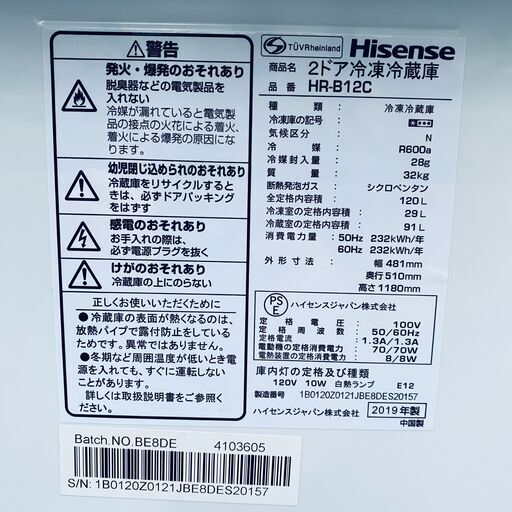 警告
発火・爆発のおそれあり
脱臭器などの電気製品を
入れない
冷媒が漏れていると電気製
品の接点の火花による着火、
着火による爆発の原因に
なります。
幼児閉じ込められのおそれあり
冷蔵庫をリサイクルすると
き、必ずドアパッキング
をはずす
感電のおそれあり
お手入れの際は、
必ず電源プラグを抜く
けがのおそれあり
冷蔵庫の上にのらない
正しくお使いいただくために
●冷蔵庫の表面が熱くなるのは、
放熱パイプで露付防止をしている
ためです。異常ではありません。
●冬期など周囲温度が低いとき電
源を入れても、すぐに運転しない
ことがあります。
詳しくは取扱説明書をご覧ください。
TÜVRheinland
Hisense
商品名 2ドア冷凍冷蔵庫
品番 HR-B12C
種類 冷凍冷蔵庫
冷凍庫の記号
気候区分 N
冷媒 R600a
冷媒封入量 28g
質量 32kg
断熱発泡ガス シクロペンタン
全定格内容積 120L
冷凍室の定格内容積 29L
冷蔵室の定格内容積 91L
消費電力量 50Hz 232kWh/年
60Hz 232kWh/年
外形寸法 幅481mm
奥行510mm
高さ1180mm
PS
E
ハイセンスジャパン株式会社
定格電圧 100V
定格周波数 50/60Hz
定格電流 1.3A/1.3A
電動機の定格消費電力 70/70W
電熱装置の定格消費電力 8/8W
庫内灯の定格及び種類
120V 10W 白熱ランプ E12
製造番号 1B0120Z0121JBE8DES20157
ハイセンスジャパン株式会社
2019年製
中国製
Batch.NO.BE8DE 4103605
S/N: 1B0120Z0121JBE8DES20157